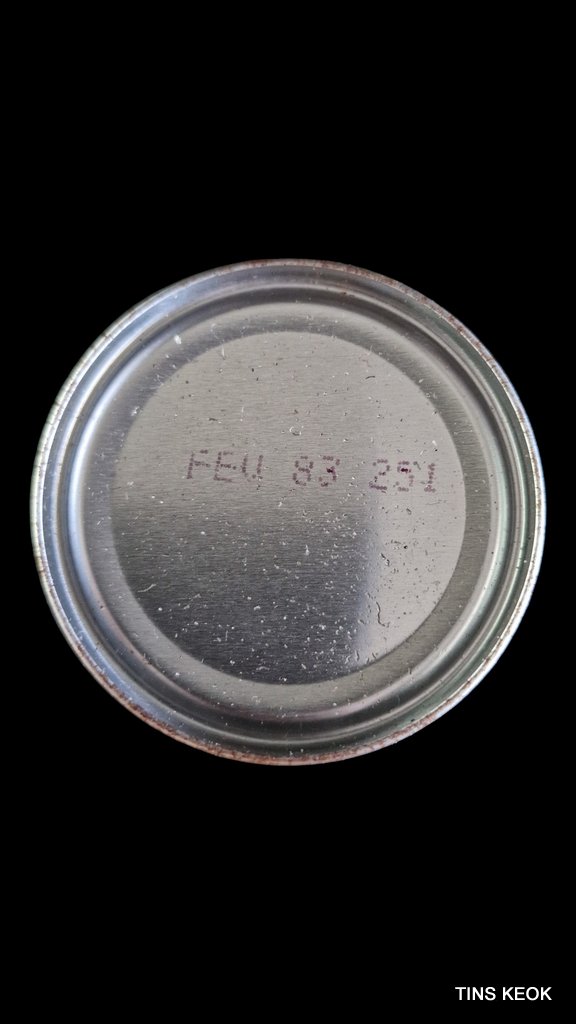 FEU 83 251
TINS KEOK